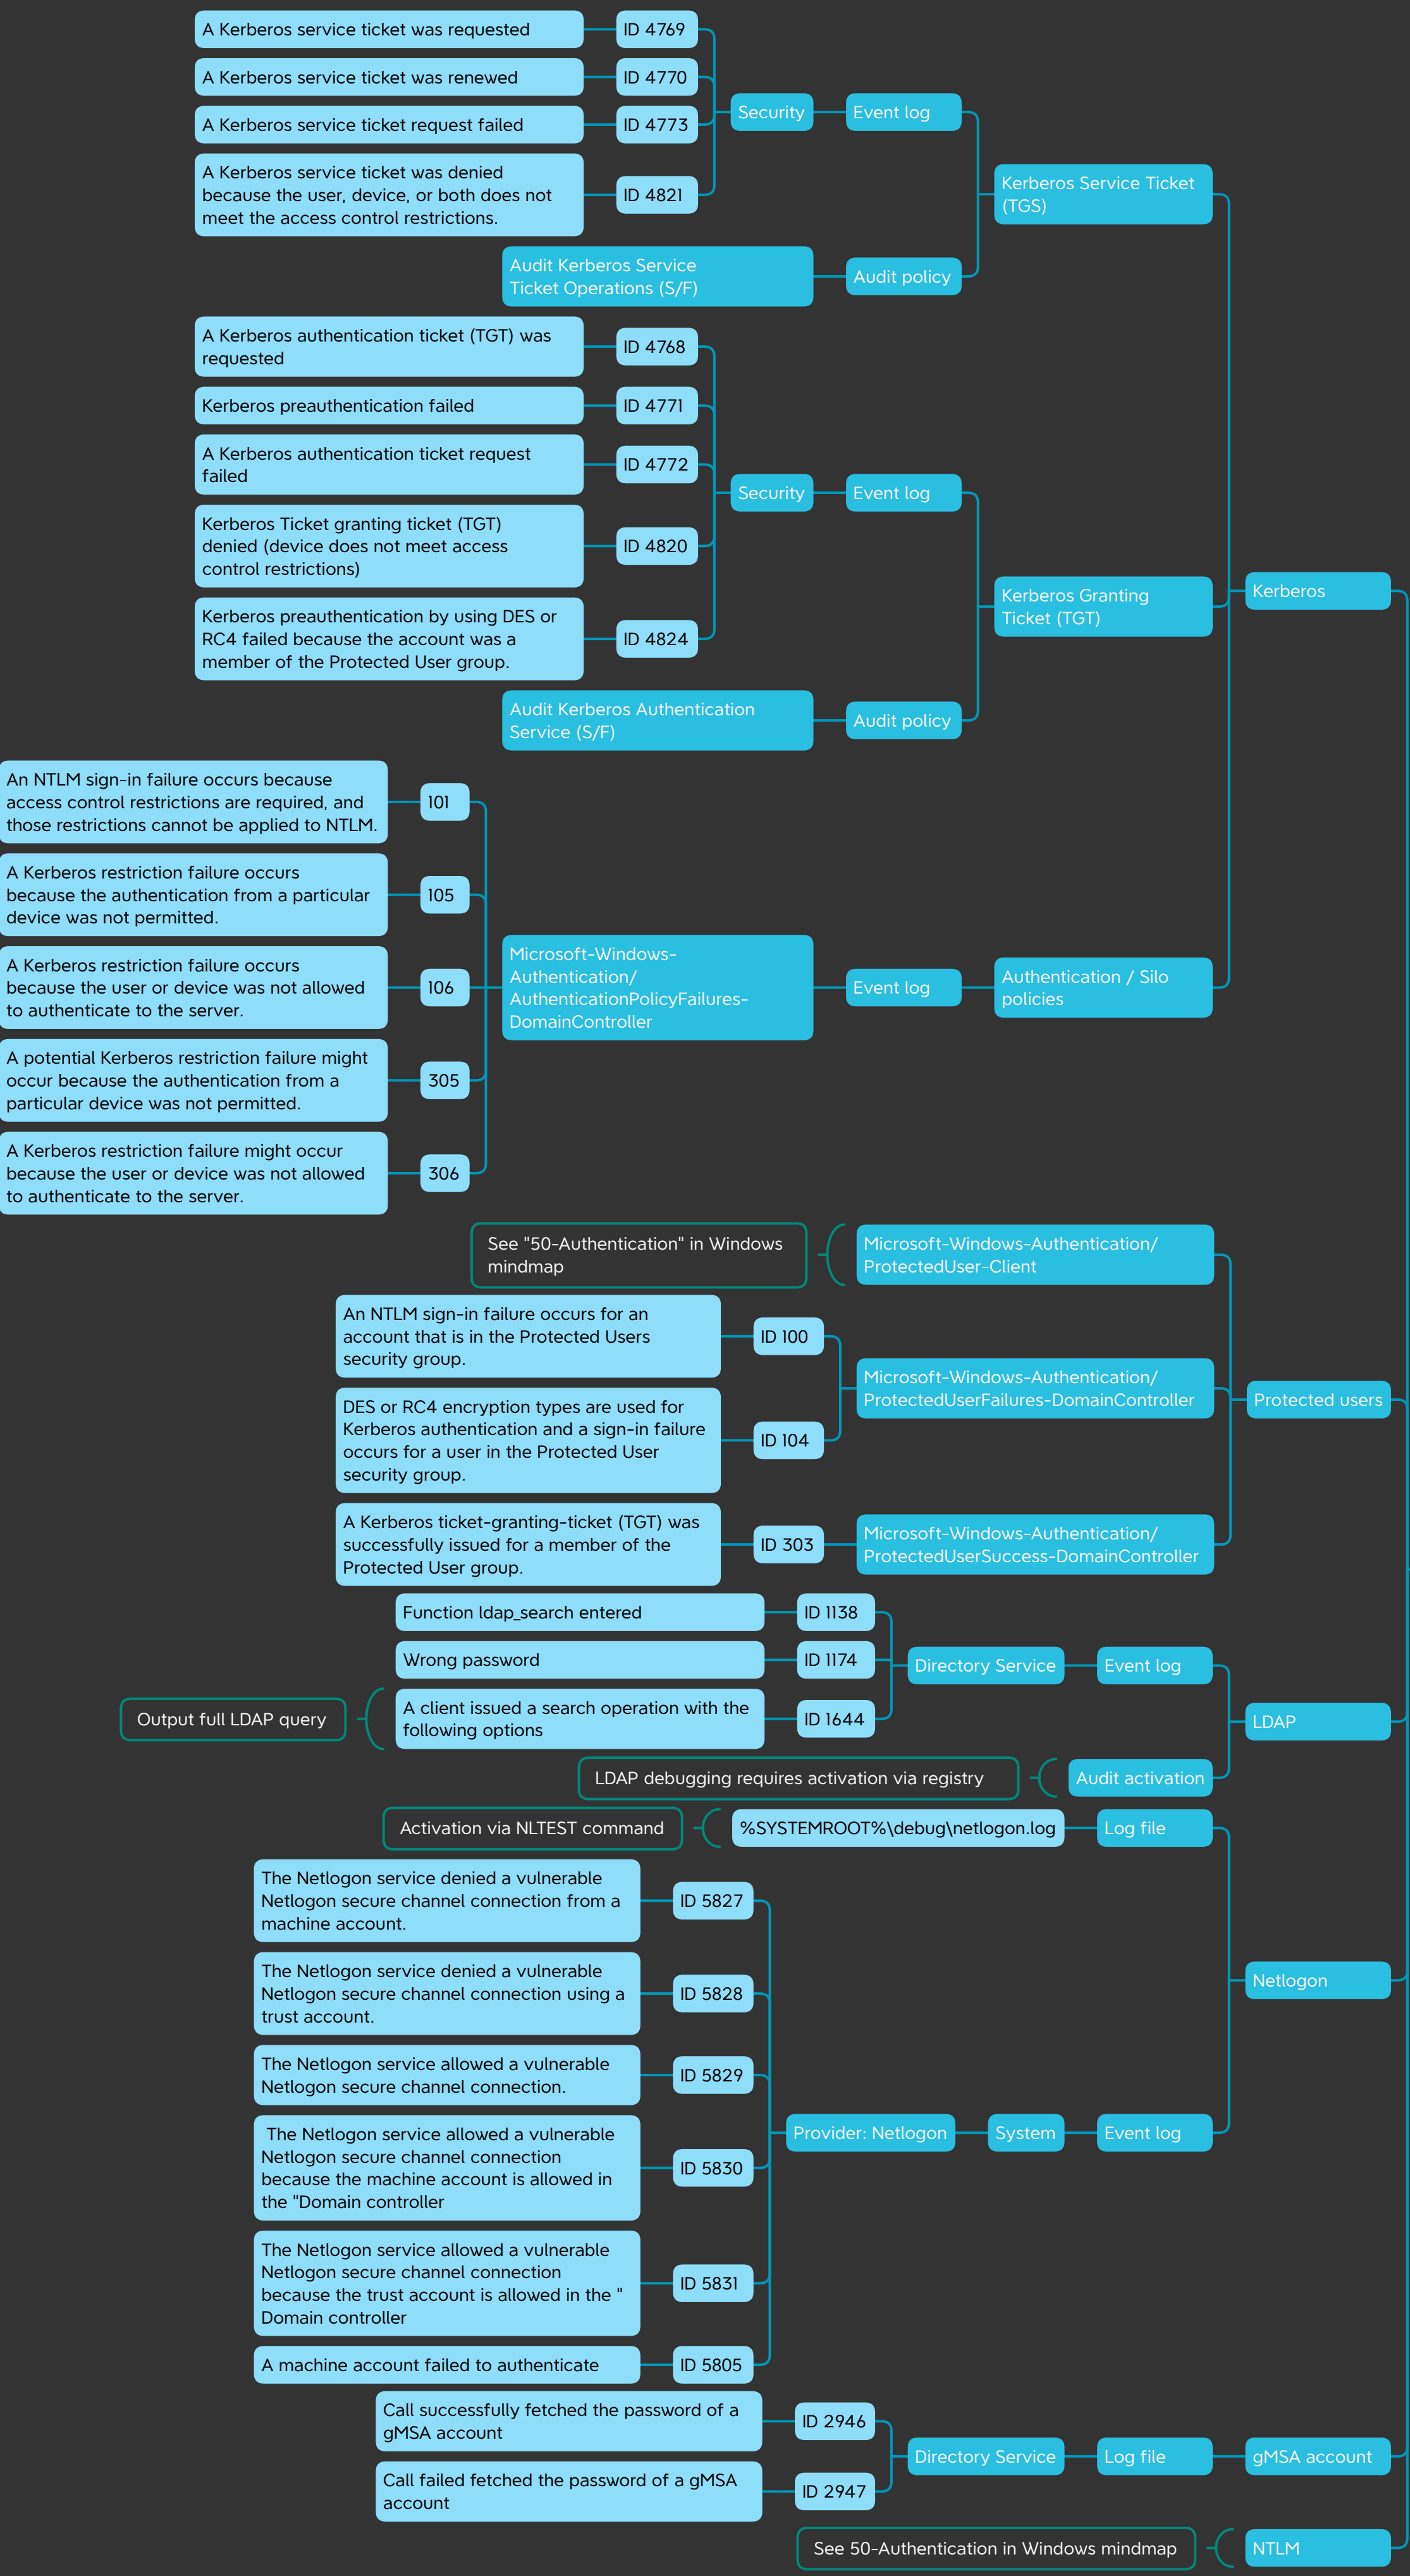 A Kerberos service ticket was requested
ID 4769
A Kerberos service ticket was renewed
ID 4770
Security
Event log
A Kerberos service ticket request failed
ID 4773
A Kerberos service ticket was denied
because the user, device, or both does not
meet the access control restrictions.
ID 4821
Kerberos Service Ticket
(TGS)
Audit Kerberos Service
Ticket Operations (S/F)
Audit policy
A Kerberos authentication ticket (TGT) was
requested
ID 4768
Kerberos preauthentication failed
ID 4771
A Kerberos authentication ticket request
failed
ID 4772
Security
Event log
Kerberos Ticket granting ticket (TGT)
denied (device does not meet access
control restrictions)
ID 4820
Kerberos Granting
Ticket (TGT)
Kerberos
Kerberos preauthentication by using DES or
RC4 failed because the account was a
member of the Protected User group.
ID 4824
Audit Kerberos Authentication
Service (S/F)
Audit policy
An NTLM sign-in failure occurs because
access control restrictions are required, and
those restrictions cannot be applied to NTLM.
101
A Kerberos restriction failure occurs
because the authentication from a particular
device was not permitted.
105
A Kerberos restriction failure occurs
because the user or device was not allowed
to authenticate to the server.
106
Microsoft-Windows-
Authentication/
AuthenticationPolicyFailures-
DomainController
Event log
Authentication / Silo
policies
A potential Kerberos restriction failure might
occur because the authentication from a
particular device was not permitted.
305
A Kerberos restriction failure might occur
because the user or device was not allowed
to authenticate to the server.
306
See "50-Authentication" in Windows
mindmap
Microsoft-Windows-Authentication/
ProtectedUser-Client
An NTLM sign-in failure occurs for an
account that is in the Protected Users
security group.
ID 100
Microsoft-Windows-Authentication/
ProtectedUserFailures-DomainController
Protected users
DES or RC4 encryption types are used for
Kerberos authentication and a sign-in failure
occurs for a user in the Protected User
security group.
ID 104
A Kerberos ticket-granting-ticket (TGT) was
successfully issued for a member of the
Protected User group.
ID 303
Microsoft-Windows-Authentication/
ProtectedUserSuccess-DomainController
Function ldap_search entered
ID 1138
Wrong password
ID 1174
Directory Service
Event log
Output full LDAP query
A client issued a search operation with the
following options
ID 1644
LDAP
LDAP debugging requires activation via registry
Audit activation
Activation via NLTEST command
%SYSTEMROOT%\debug\netlogon.log
Log file
The Netlogon service denied a vulnerable
Netlogon secure channel connection from a
machine account.
ID 5827
The Netlogon service denied a vulnerable
Netlogon secure channel connection using a
trust account.
ID 5828
Netlogon
The Netlogon service allowed a vulnerable
Netlogon secure channel connection.
ID 5829
The Netlogon service allowed a vulnerable
Netlogon secure channel connection
because the machine account is allowed in
the "Domain controller
ID 5830
Provider: Netlogon
System
Event log
The Netlogon service allowed a vulnerable
Netlogon secure channel connection
because the trust account is allowed in the "
Domain controller
ID 5831
A machine account failed to authenticate
ID 5805
Call successfully fetched the password of a
gMSA account
ID 2946
Directory Service
Log file
gMSA account
Call failed fetched the password of a gMSA
account
ID 2947
See 50-Authentication in Windows mindmap
NTLM